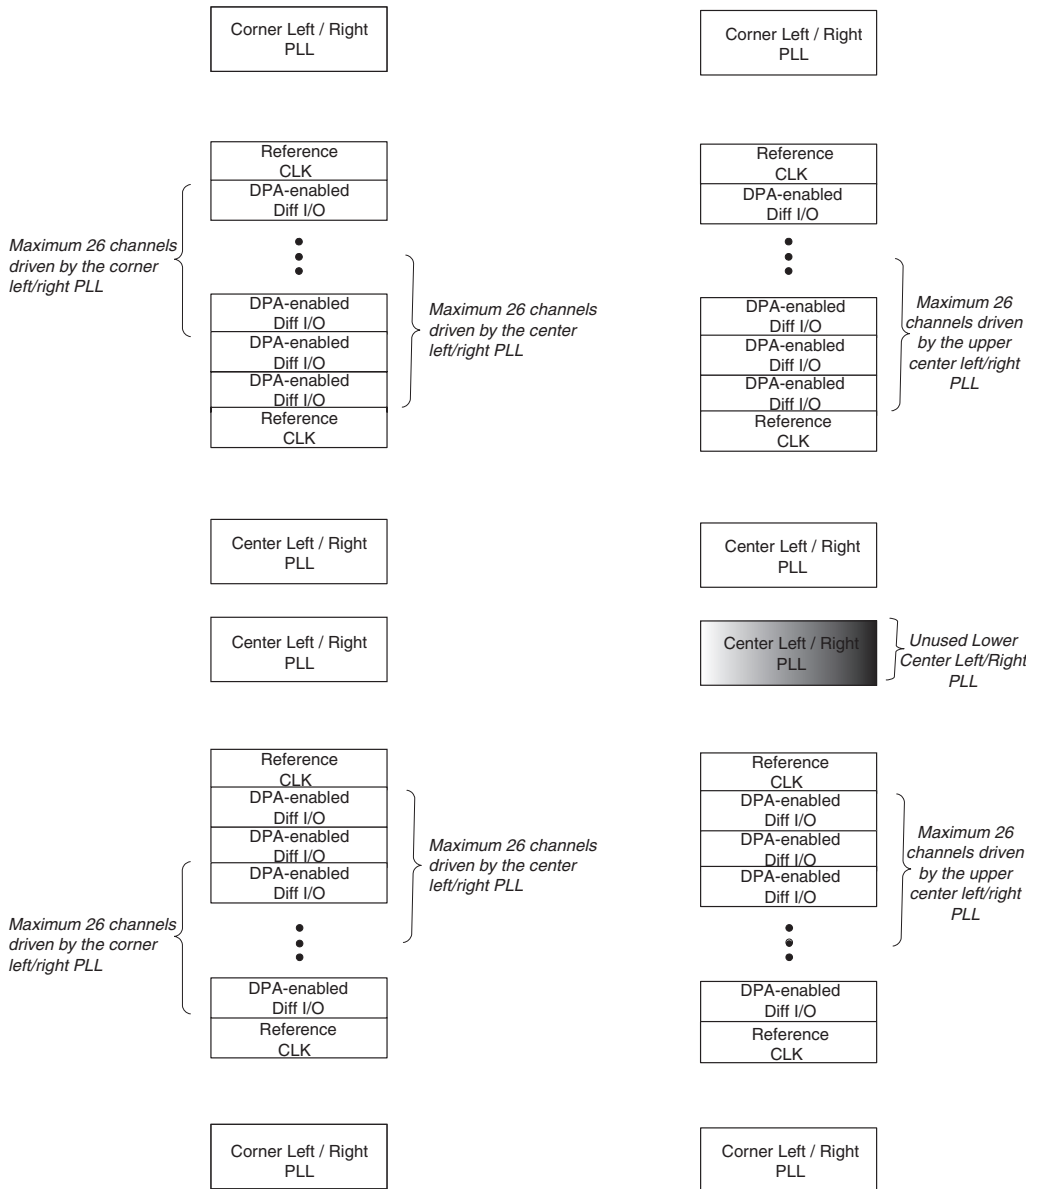 Corner Left / Right
PLL
Reference
CLK
DPA-enabled
Diff I/O
Maximum 26 channels
driven by the corner
left/right PLL
DPA-enabled
Diff I/O
DPA-enabled
Diff I/O
DPA-enabled
Diff I/O
Reference
CLK
Maximum 26 channels
driven by the center
left/right PLL
Center Left / Right
PLL
Center Left / Right
PLL
Reference
CLK
DPA-enabled
Diff I/O
DPA-enabled
Diff I/O
DPA-enabled
Diff I/O
Maximum 26 channels
driven by the center
left/right PLL
Maximum 26 channels
driven by the corner
left/right PLL
DPA-enabled
Diff I/O
Reference
CLK
Corner Left / Right
PLL
Corner Left / Right
PLL
Reference
CLK
DPA-enabled
Diff I/O
DPA-enabled
Diff I/O
DPA-enabled
Diff I/O
DPA-enabled
Diff I/O
Reference
CLK
Maximum 26
channels driven
by the upper
center left/right
PLL
Center Left / Right
PLL
Center Left / Right
PLL
Unused Lower
Center Left/Right
PLL
Reference
CLK
DPA-enabled
Diff I/O
DPA-enabled
Diff I/O
DPA-enabled
Diff I/O
Maximum 26
channels driven
by the upper
center left/right
PLL
DPA-enabled
Diff I/O
Reference
CLK
Corner Left / Right
PLL